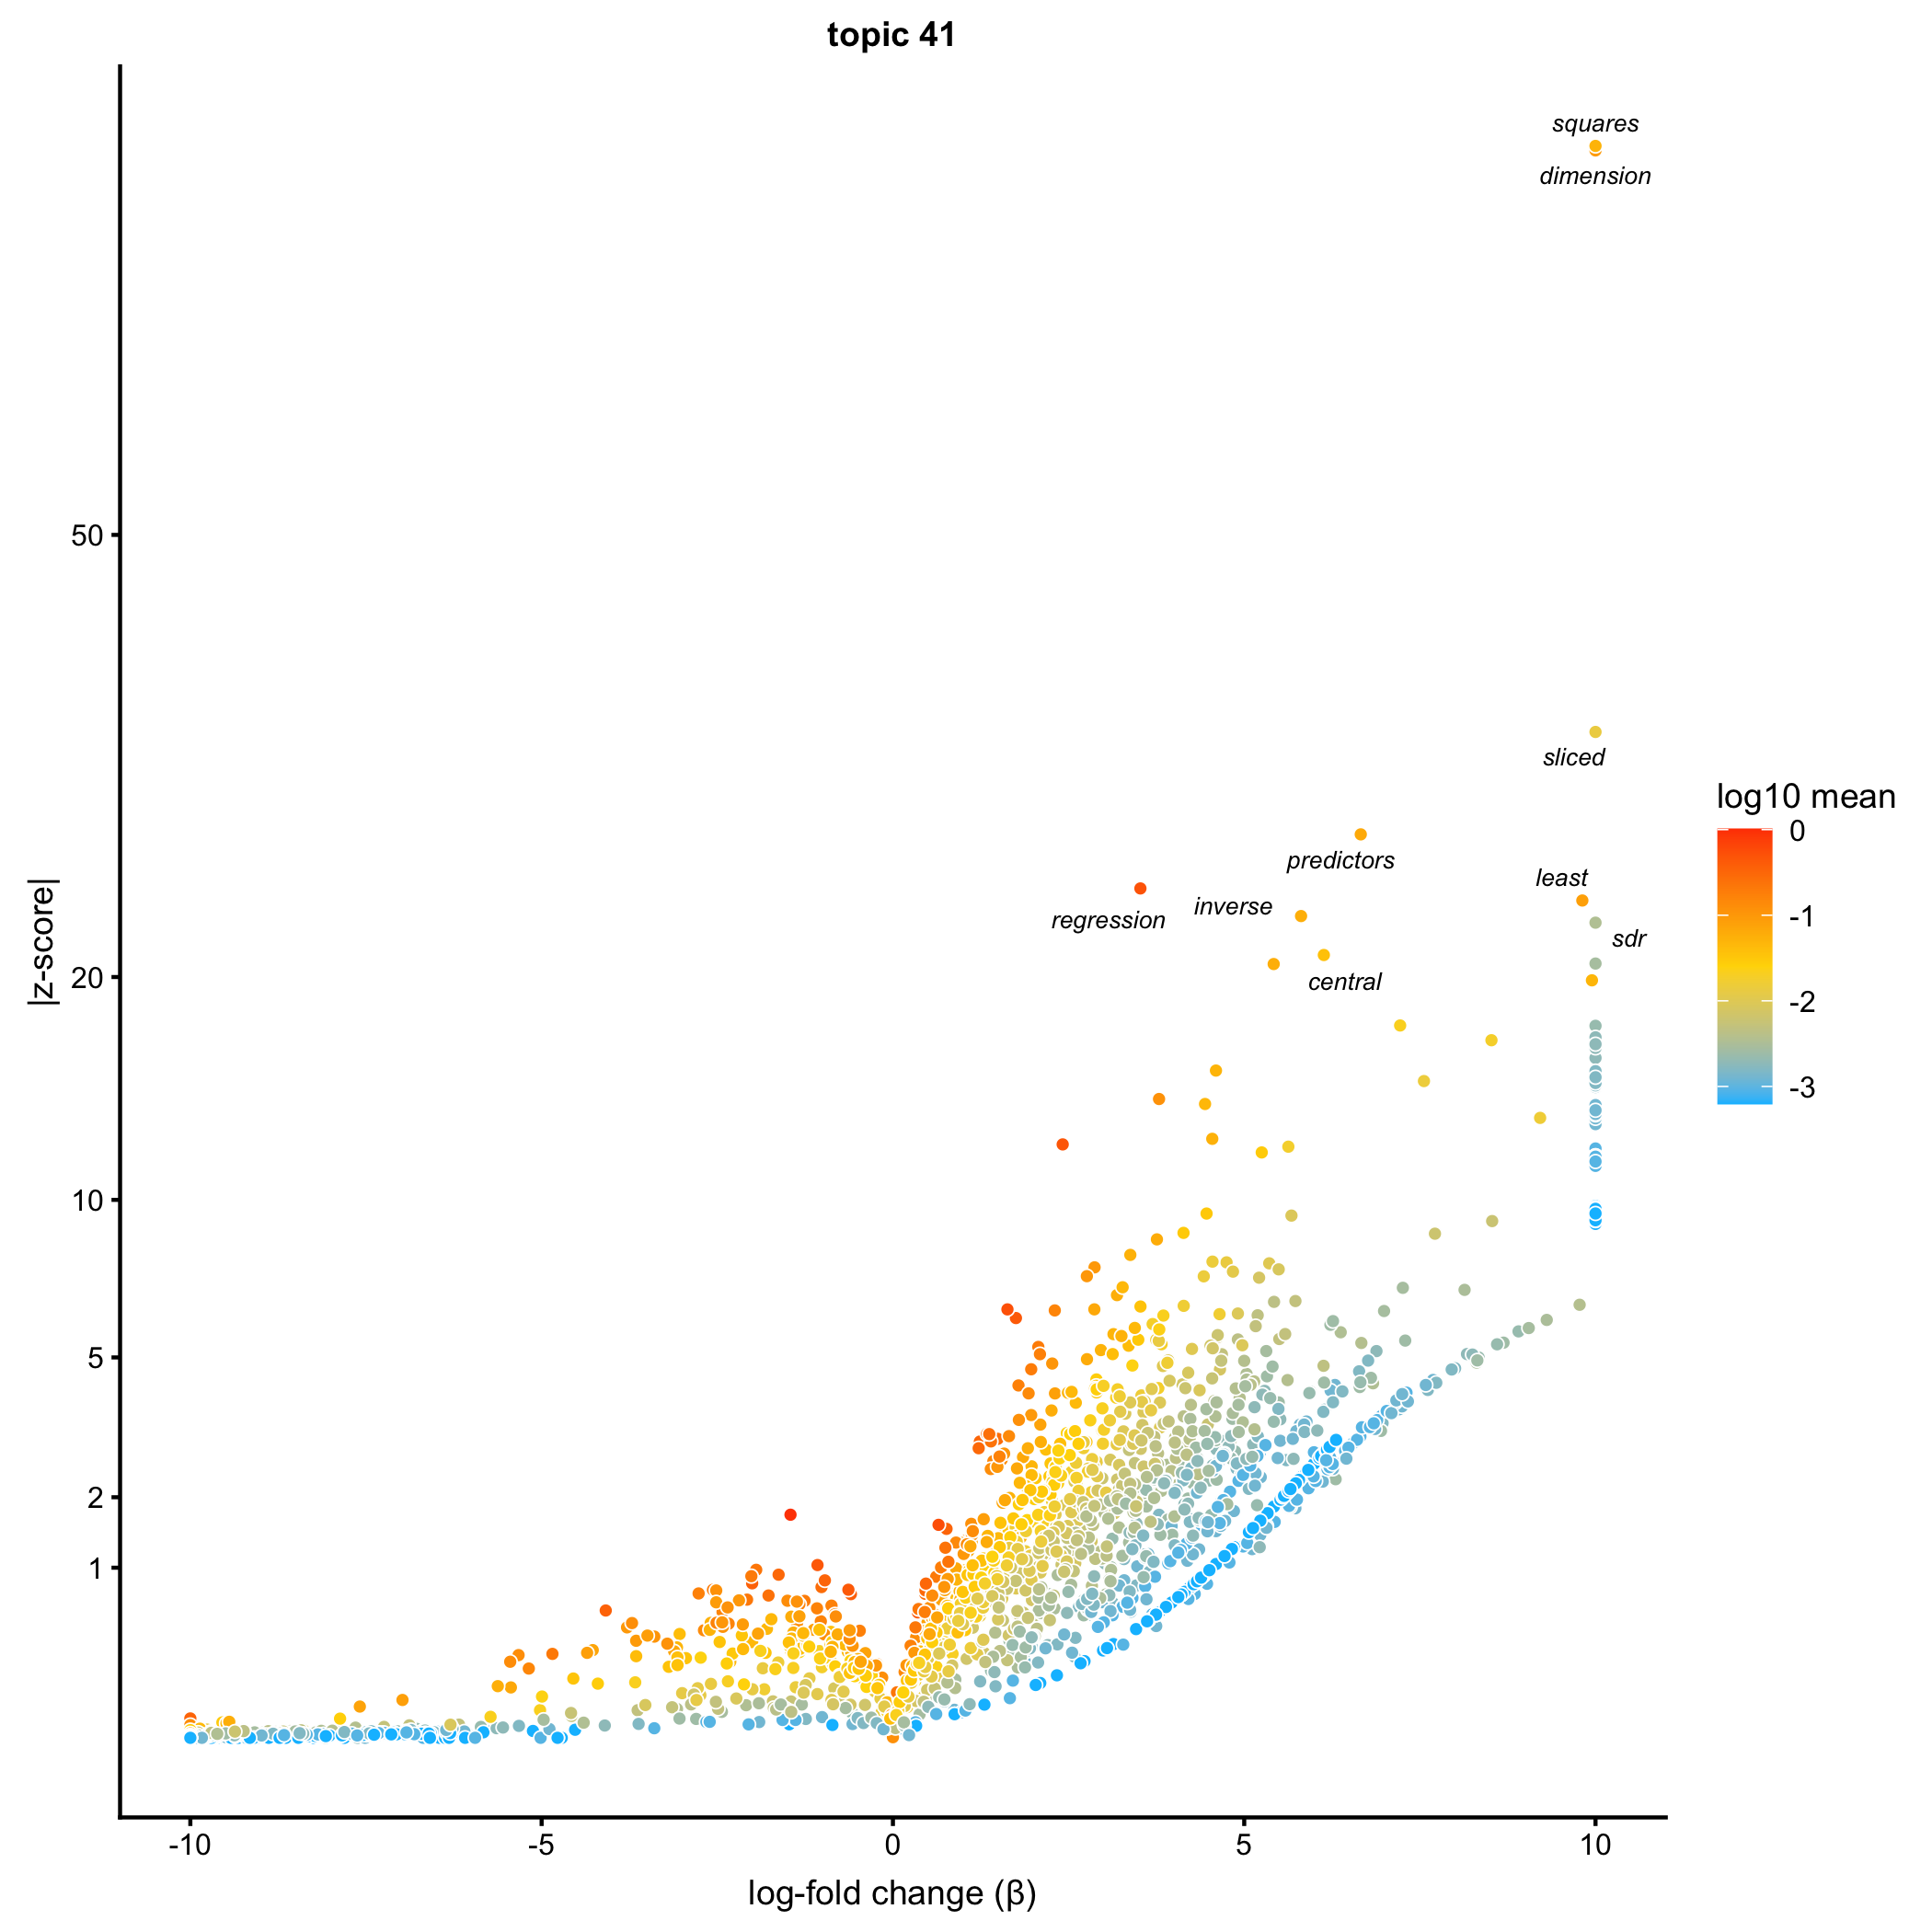 topic 41
squares
dimension
50
sliced
log10 mean
0
predictors
least
regression
inverse
-1
sdr
|z-score|
20
central
-2
-3
10
5
2
1
-10
-5
0
5
10
log-fold change (β)